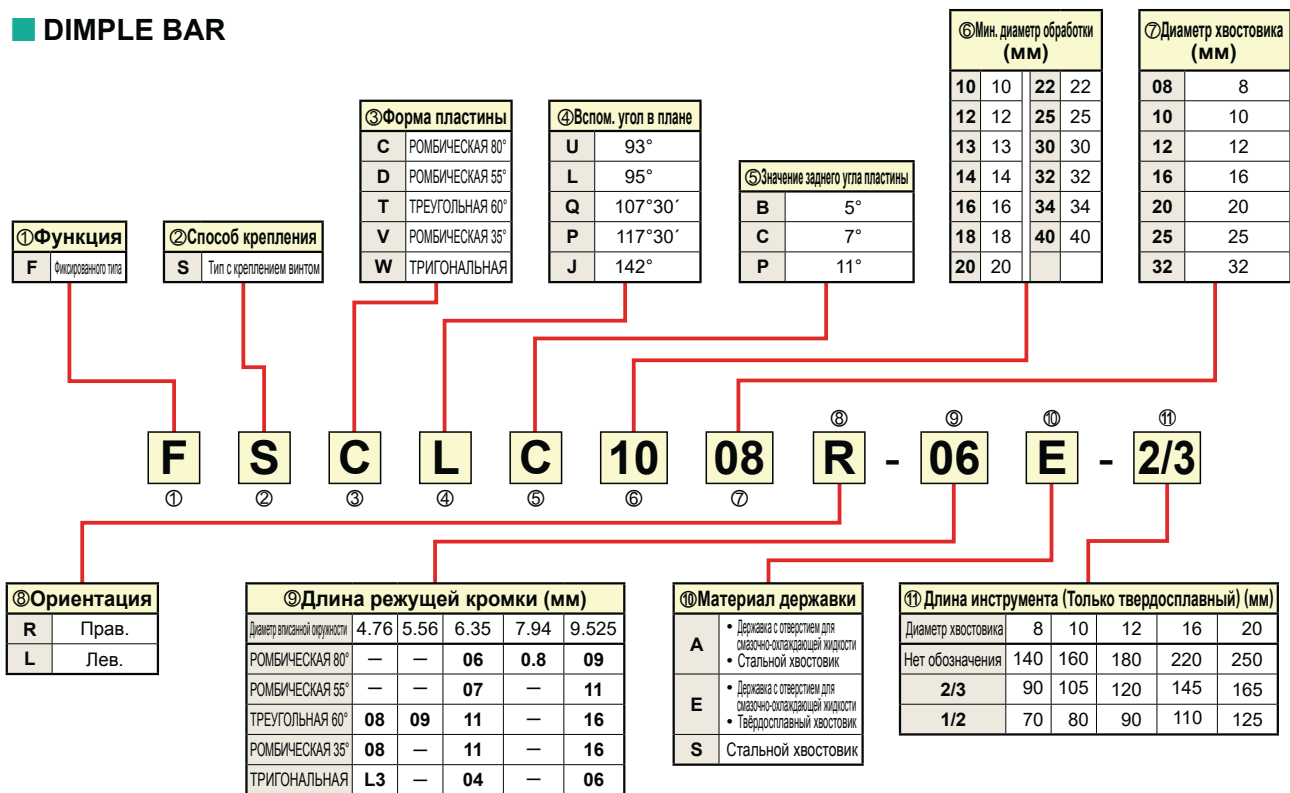 DIMPLE BAR
①Функция
F Фиксированного типа
②Способ крепления
S Тип с креплением винтом
③Форма пластины
C РОМБИЧЕСКАЯ 80°
D РОМБИЧЕСКАЯ 55°
T ТРЕУГОЛЬНАЯ 60°
V РОМБИЧЕСКАЯ 35°
W ТРИГОНАЛЬНАЯ
④Вспом. угол в плане
U 93°
L 95°
Q 107°30´
P 117°30´
J 142°
⑤Значение заднего угла пластины
B 5°
C 7°
P 11°
⑥Мин. диаметр обработки
(мм)
10 10 22 22
12 12 25 25
13 13 30 30
14 14 32 32
16 16 34 34
18 18 40 40
20 20
⑦Диаметр хвостовика
(мм)
08 8
10 10
12 12
16 16
20 20
25 25
32 32
⑧ ⑨ ⑩ ⑪
F S C L C 10 08 R - 06 E - 2/3
① ② ③ ④ ⑤ ⑥ ⑦
⑧Ориентация
R Прав.
L Лев.
⑨Длина режущей кромки (мм)
Диаметр вписанной окружности 4.76 5.56 6.35 7.94 9.525
РОМБИЧЕСКАЯ 80° — — 06 0.8 09
РОМБИЧЕСКАЯ 55° — — 07 — 11
ТРЕУГОЛЬНАЯ 60° 08 09 11 — 16
РОМБИЧЕСКАЯ 35° 08 — 11 — 16
ТРИГОНАЛЬНАЯ L3 — 04 — 06
⑩Материал державки
A • Державка с отверстием для
смазочно-охлаждающей жидкости
• Стальной хвостовик
E • Державка с отверстием для
смазочно-охлаждающей жидкости
• Твёрдосплавный хвостовик
S Стальной хвостовик
⑪ Длина инструмента (Только твердосплавный) (мм)
Диаметр хвостовика 8 10 12 16 20
Нет обозначения 140 160 180 220 250
2/3 90 105 120 145 165
1/2 70 80 90 110 125